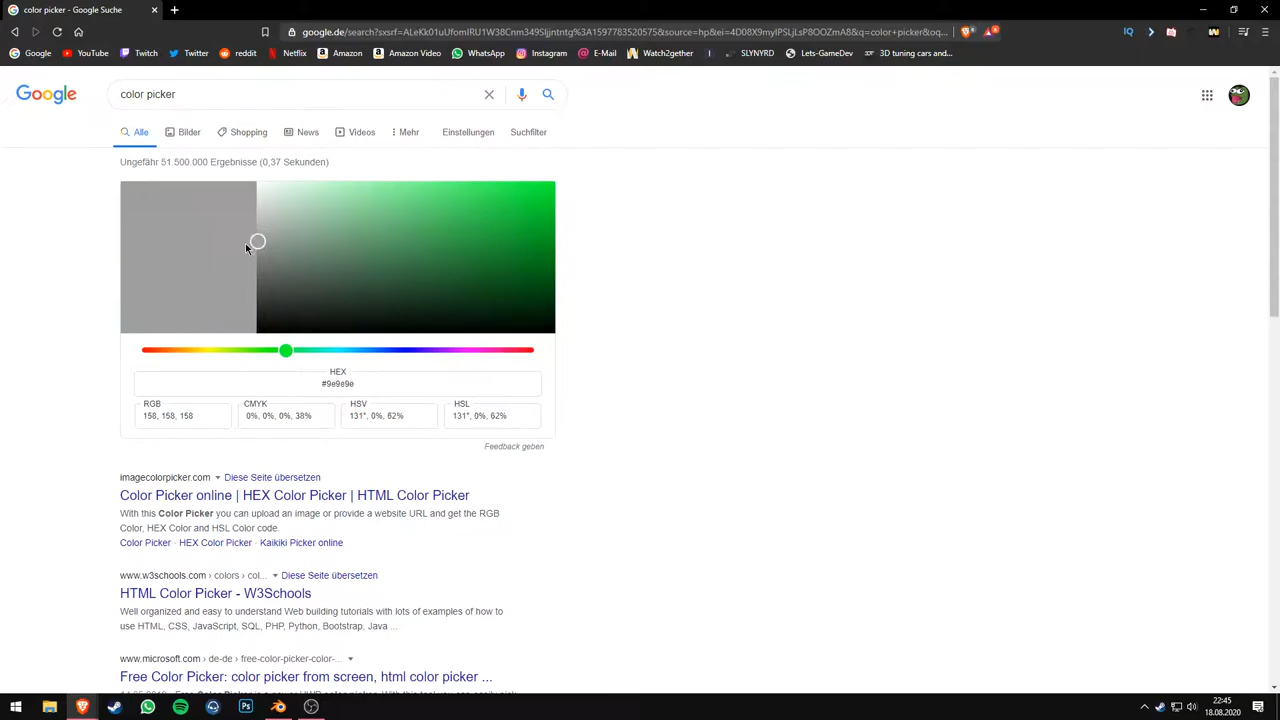 color picker - Google Suche
google.de/search?sxsrf=ALeKk01uUfomIRU1W38Cnm349Sljjntntg%3A1597783520575&source=hp&ei=4D08X9myIPSLjLsP8OOZmA8&q=color+picker&oq...
Google YouTube Twitch Twitter reddit Netflix Amazon Amazon Video WhatsApp Instagram E-Mail Watch2gether SLYNYRD Lets-GameDev 3D tuning cars and...
Google
color picker
Alle Bilder Shopping News Videos Mehr Einstellungen Suchfilter
Ungefähr 51.500.000 Ergebnisse (0,37 Sekunden)
HEX
#9e9e9e
RGB CMYK HSV HSL
158, 158, 158 0%, 0%, 0%, 38% 131°, 0%, 62% 131°, 0%, 62%
Feedback geben
imagecolorpicker.com Diese Seite übersetzen
Color Picker online | HEX Color Picker | HTML Color Picker
With this Color Picker you can upload an image or provide a website URL and get the RGB
Color, HEX Color and HSL Color code.
Color Picker · HEX Color Picker · Kaikiki Picker online
www.w3schools.com › colors › col... Diese Seite übersetzen
HTML Color Picker - W3Schools
Well organized and easy to understand Web building tutorials with lots of examples of how to
use HTML, CSS, JavaScript, SQL, PHP, Python, Bootstrap, Java ...
www.microsoft.com › de-de › free-color-picker-color-...
Free Color Picker: color picker from screen, html color picker ...
22:45
18.08.2020